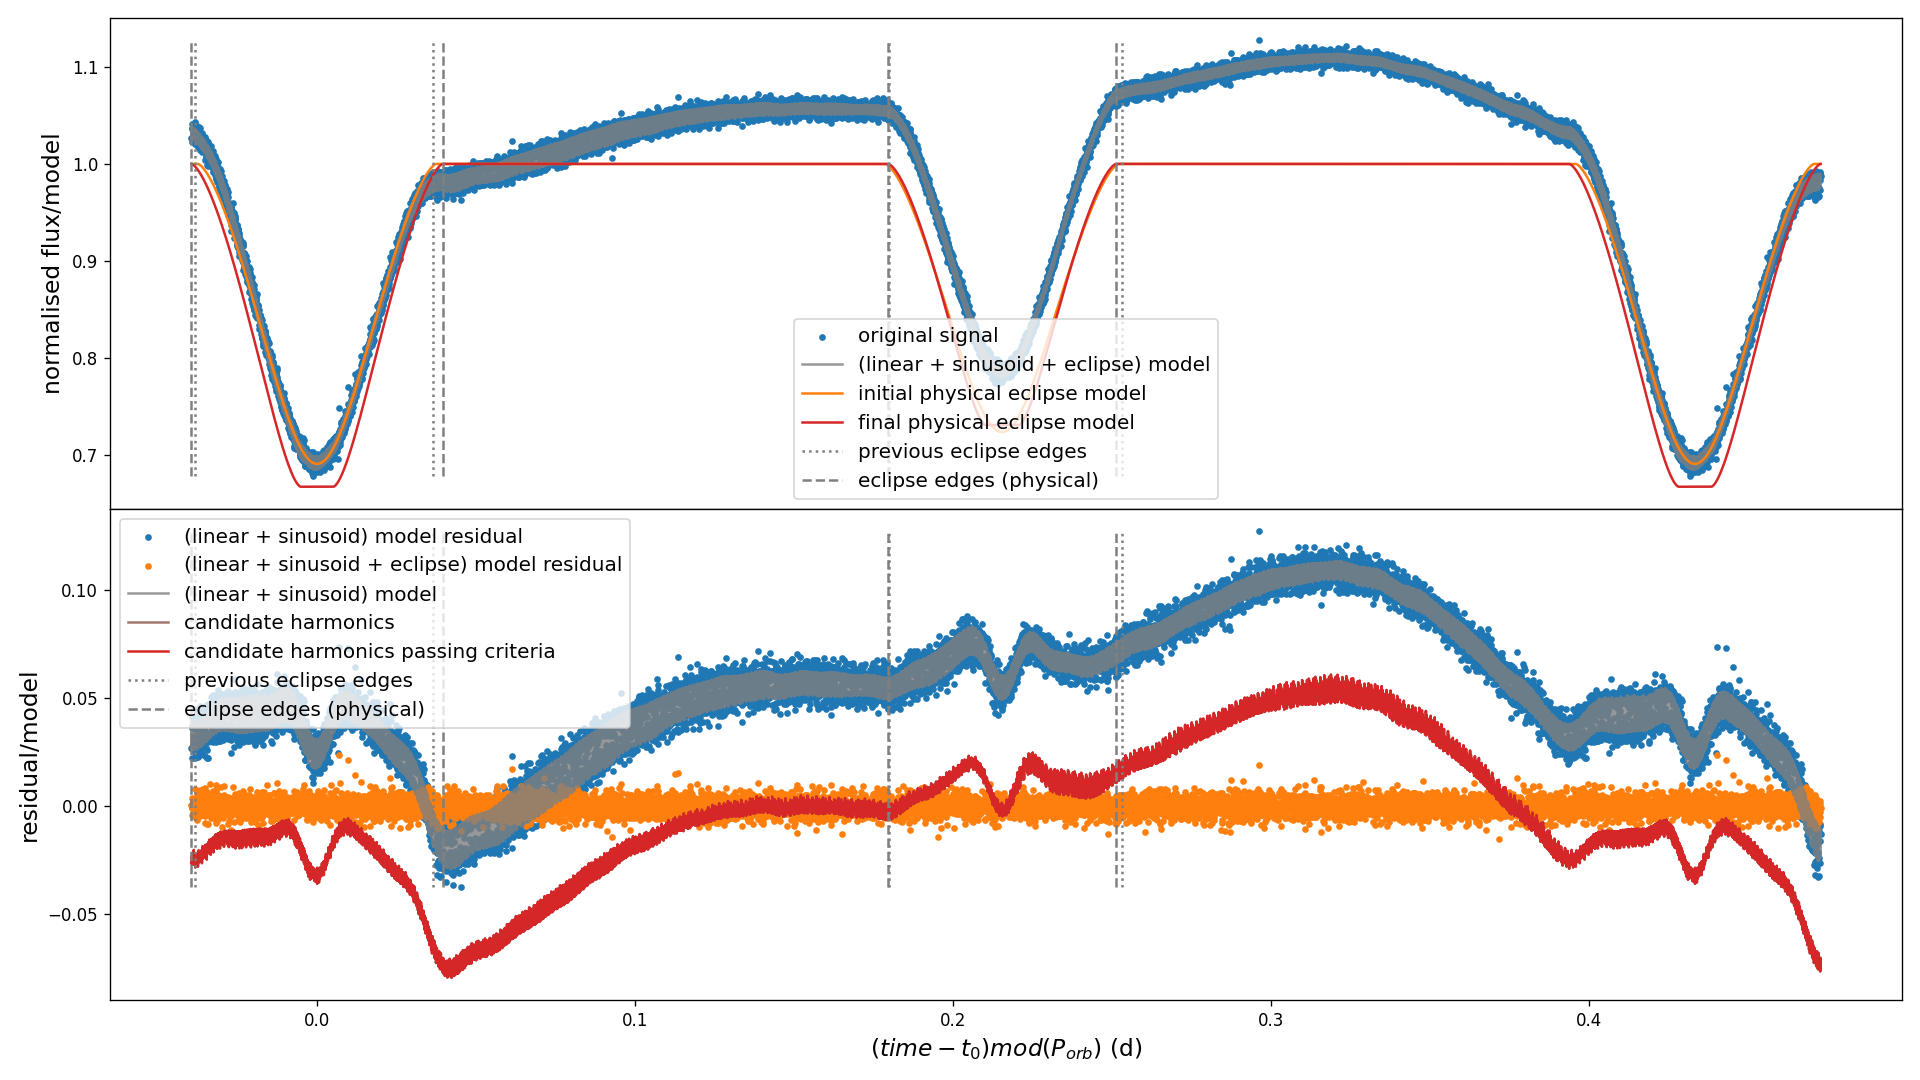 1.1
1.0
0.9
0.8
0.7
normalised flux/model
original signal
(linear + sinusoid + eclipse) model
initial physical eclipse model
final physical eclipse model
previous eclipse edges
eclipse edges (physical)
(linear + sinusoid) model residual
(linear + sinusoid + eclipse) model residual
(linear + sinusoid) model
candidate harmonics
candidate harmonics passing criteria
previous eclipse edges
eclipse edges (physical)
0.10
0.05
0.00
−0.05
residual/model
0.0 0.1 0.2 0.3 0.4
(time − t₀)mod(P_orb) (d)